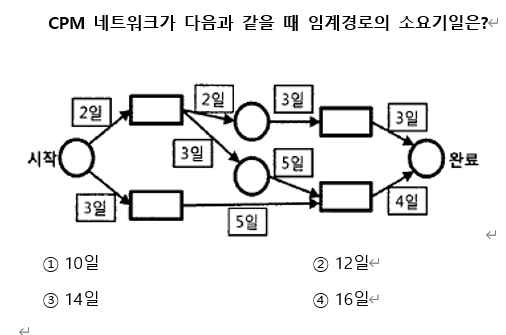 CPM 네트워크가 다음과 같을 때 임계경로의 소요기일은?
2일 2일 3일 3일
시작 3일 5일 완료
3일 5일 4일
① 10일 ② 12일
③ 14일 ④ 16일